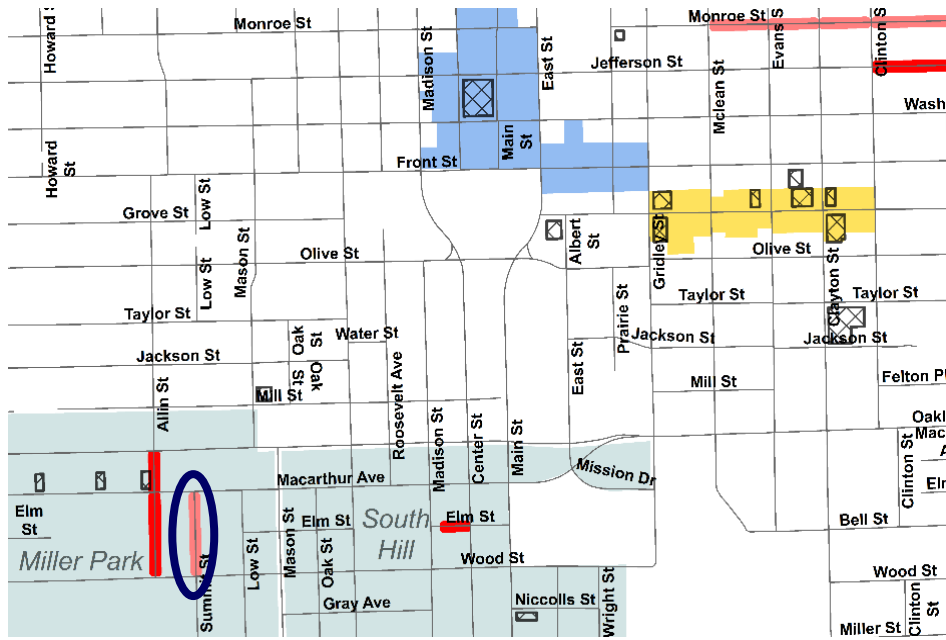 Monroe St
Howard S
Madison St
East St
Jefferson St
Monroe St
Evans S
Clinton St
Mclean St
Wash
Howard
St
Front St
Main
St
Low St
Grove St
Mason St
Olive St
Albert
St
Gridley St
Olive St
Low St
Taylor St
Prairie St
Taylor St
Clayton St
Taylor St
Water St
Oak
St
Jackson St
Jackson St
Jackson St
Oak
St
Mill St
Roosevelt Ave
East St
Mill St
Felton Pl
Allin St
Madison St
Center St
Main St
Oakl
Mac
A
Clinton St
Mission Dr
Macarthur Ave
Elm
St
Mason St
Elm St
South
Hill
Elm St
Elm
Bell St
Miller Park
Summit St
Low St
Oak St
Wood St
Wood St
Gray Ave
Niccolls St
Wright St
Miller St
Clinton
St